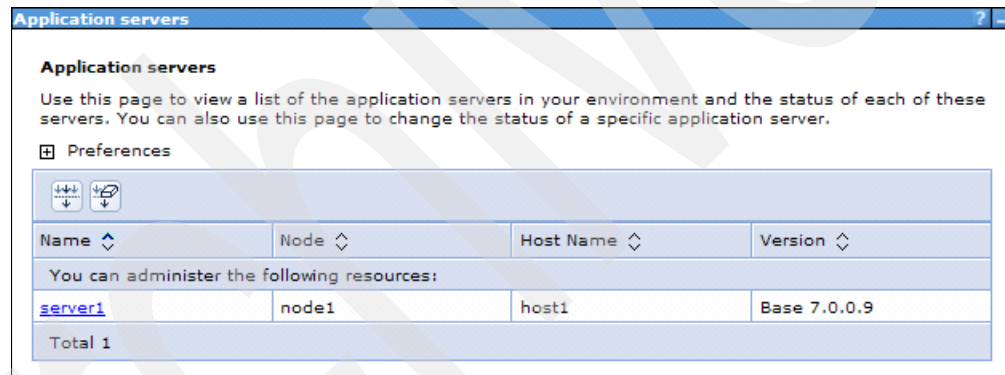 Application servers ? -
Application servers
Use this page to view a list of the application servers in your environment and the status of each of these
servers. You can also use this page to change the status of a specific application server.
Preferences
Name Node Host Name Version
You can administer the following resources:
server1 node1 host1 Base 7.0.0.9
Total 1